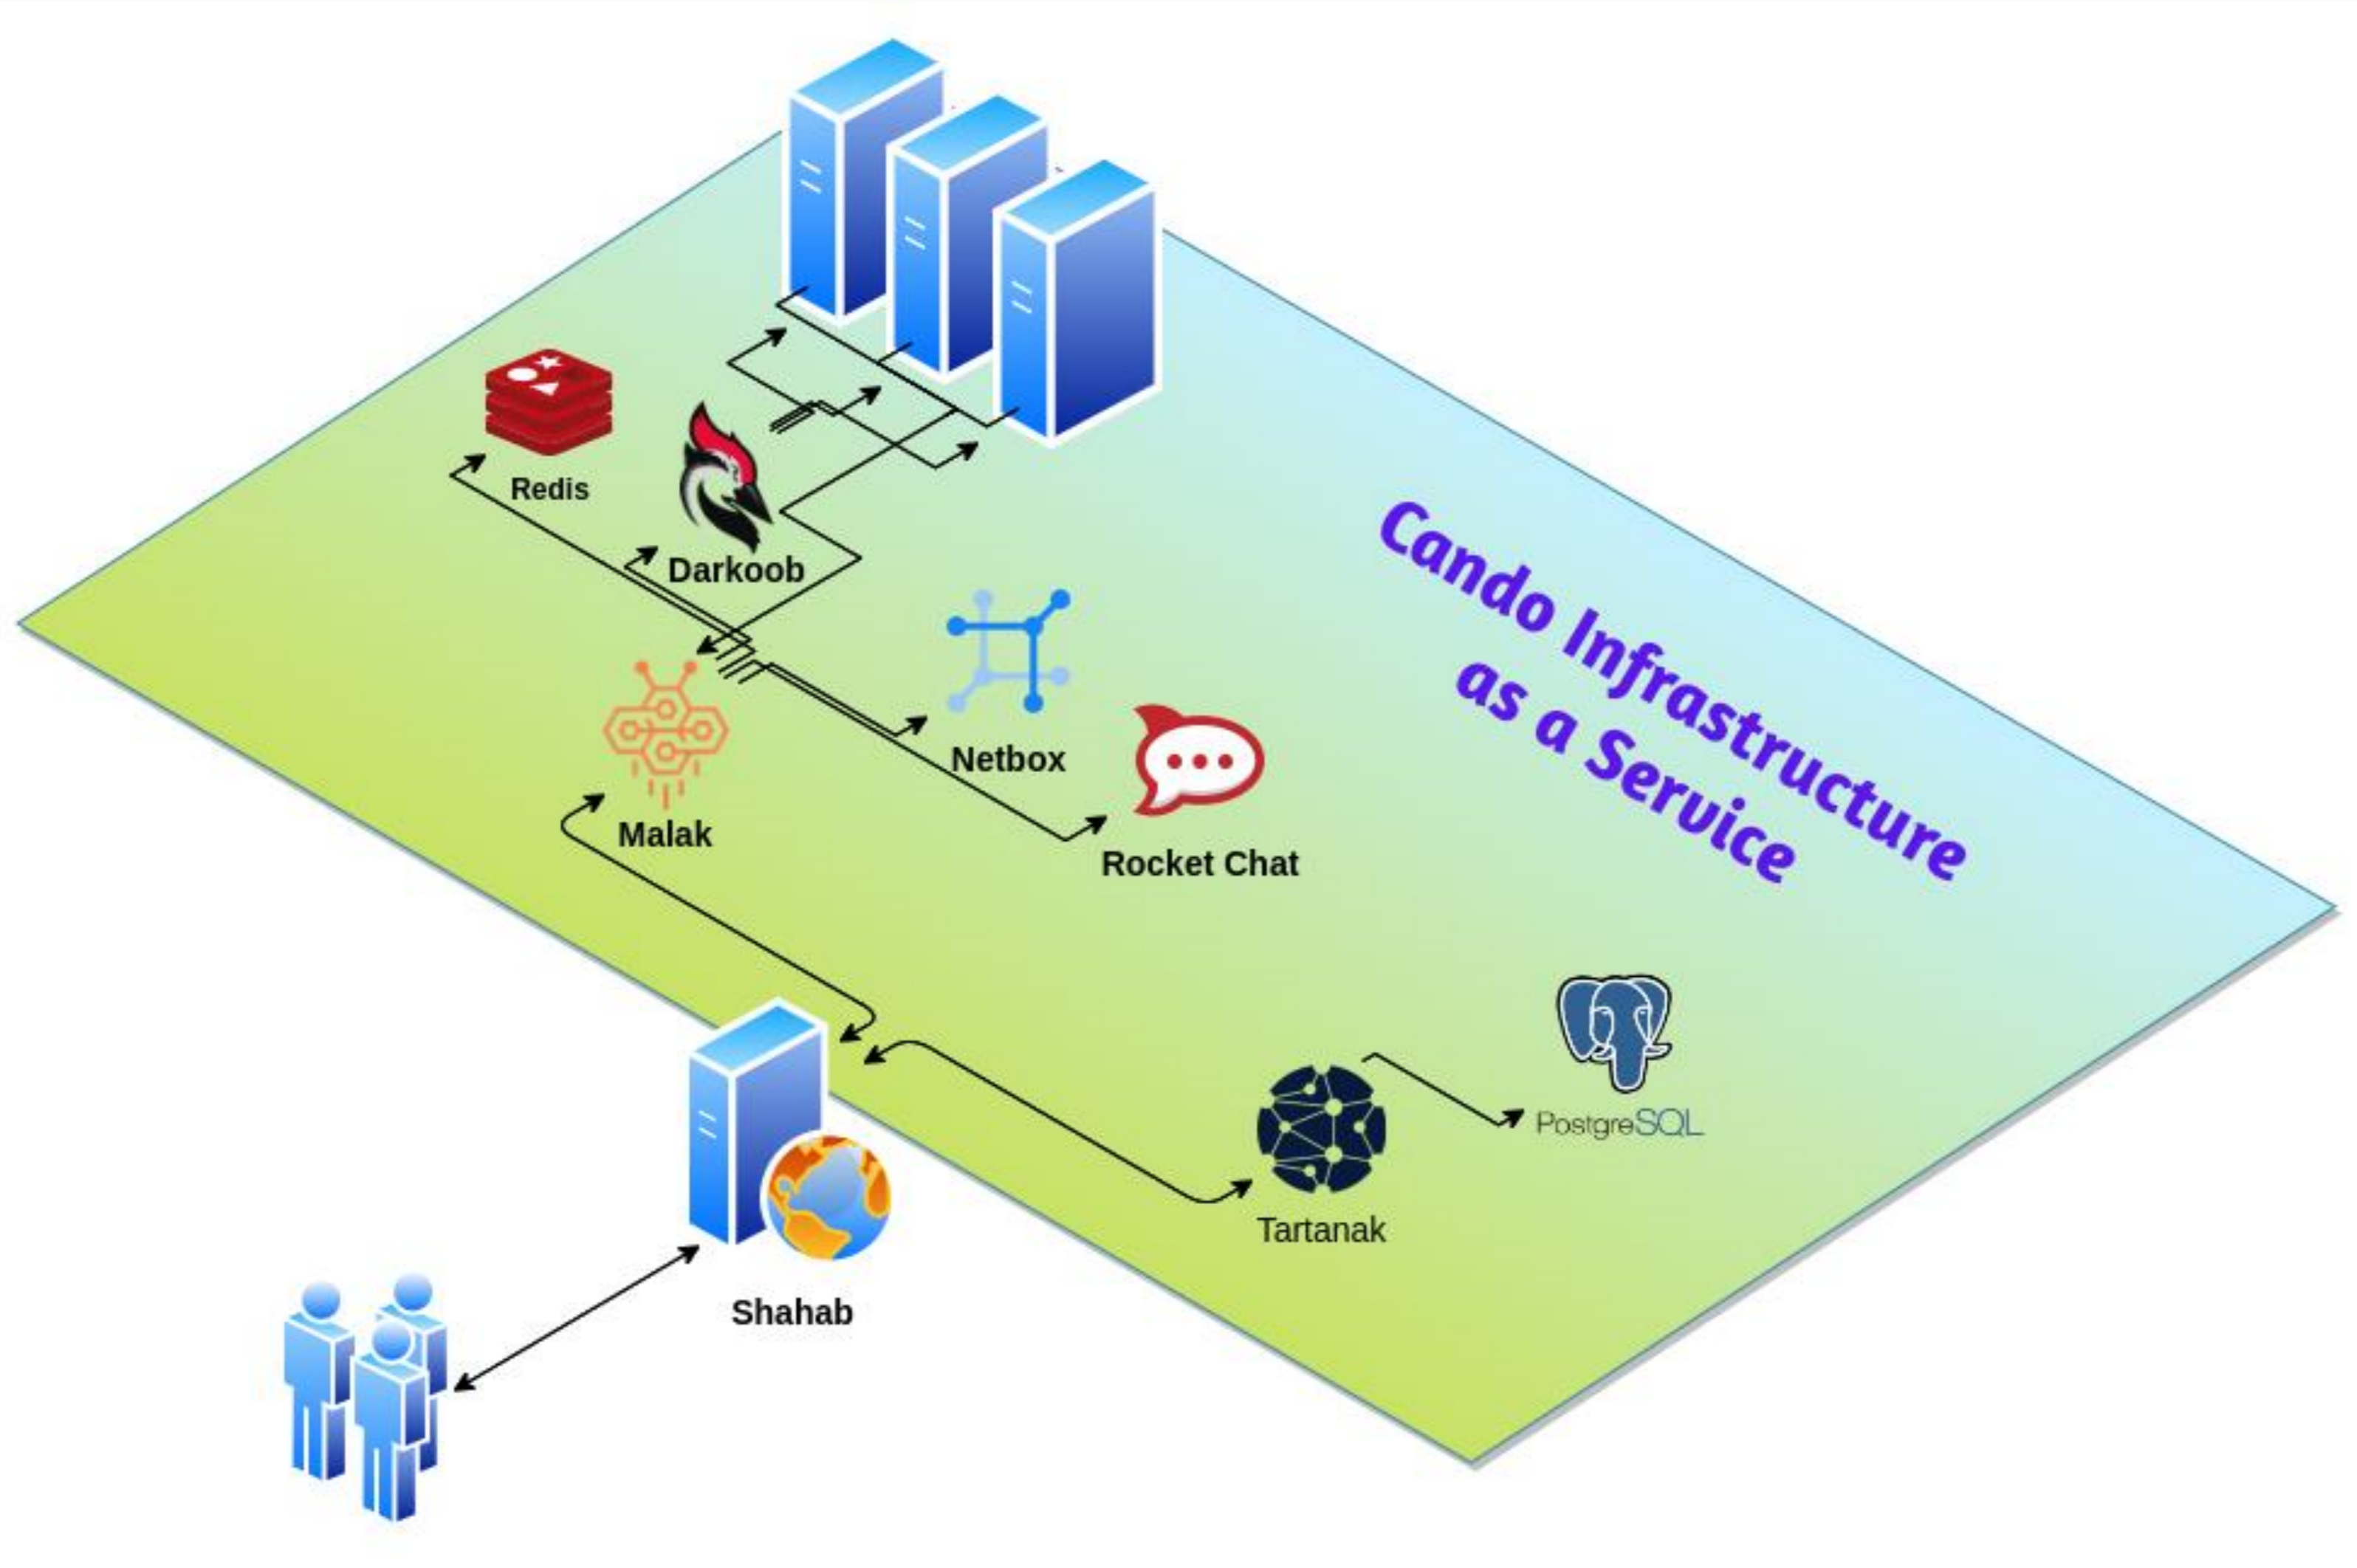 Redis
Darkoob
Netbox
Malak
Rocket Chat
Cando Infrastructure
as a Service
PostgreSQL
Tartanak
Shahab